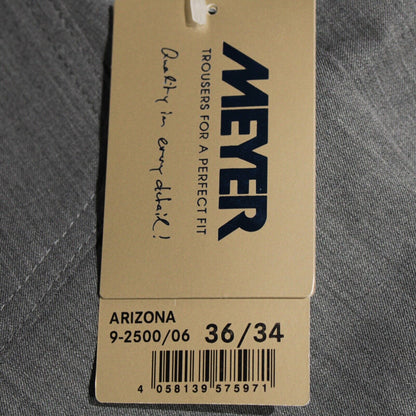 MEYER
TROUSERS FOR A PERFECT FIT
Quality in every detail!
ARIZONA
9-2500/06 36/34
4 058139 575971